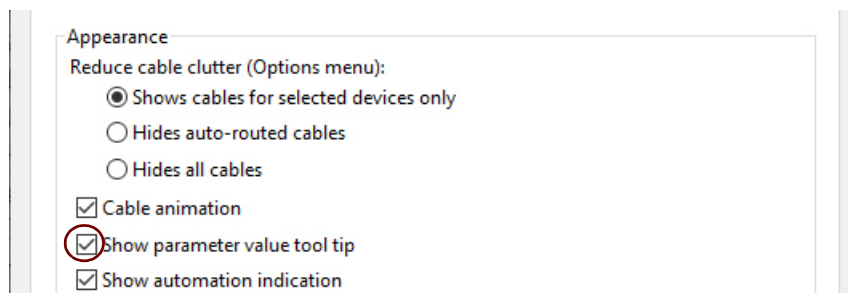 Appearance
Reduce cable clutter (Options menu):
Shows cables for selected devices only
Hides auto-routed cables
Hides all cables
Cable animation
Show parameter value tool tip
Show automation indication